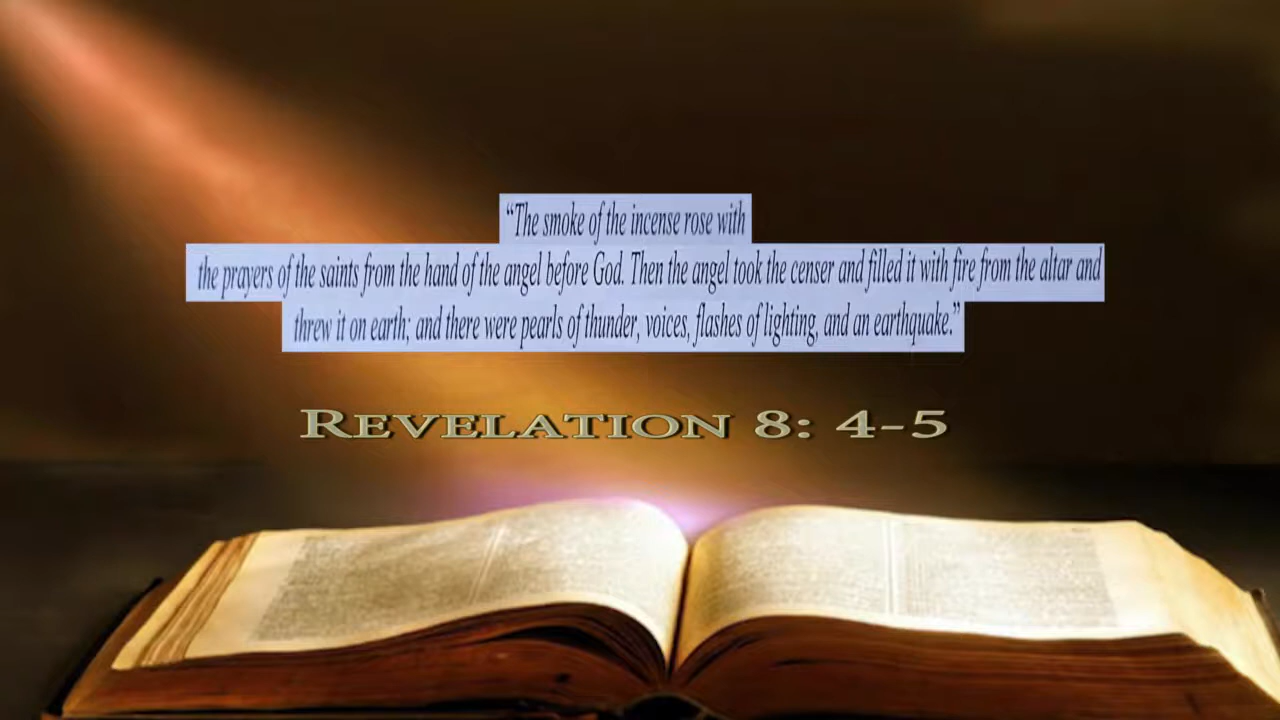 “The smoke of the incense rose with
the prayers of the saints from the hand of the angel before God. Then the angel took the censer and filled it with fire from the altar and
threw it on earth; and there were pearls of thunder, voices, flashes of lighting, and an earthquake.”
REVELATION 8: 4-5